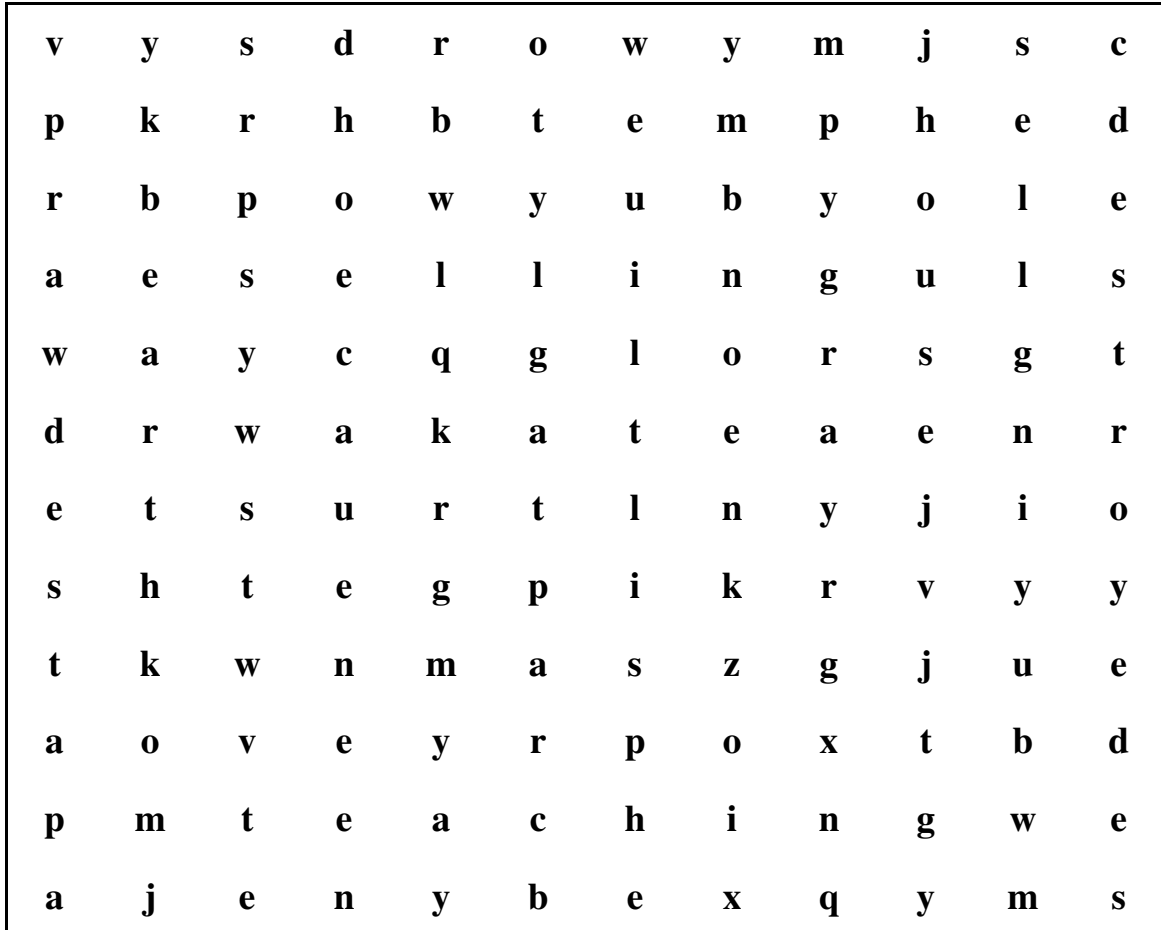 v y s d r o w y m j s c
p k r h b t e m p h e d
r b p o w y u b y o l e
a e s e l l i n g u l s
w a y c q g l o r s g t
d r w a k a t e a e n r
e t s u r t l n y j i o
s h t e g p i k r v y y
t k w n m a s z g j u e
a o v e y r p o x t b d
p m t e a c h i n g w e
a j e n y b e x q y m s